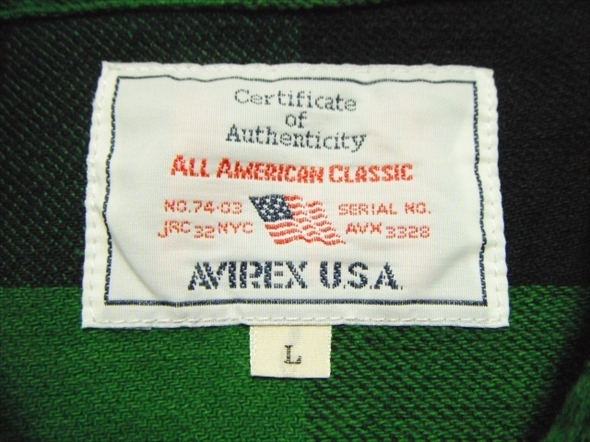 Certificate
of
Authenticity
ALL AMERICAN CLASSIC
NO.74-03 SERIAL NO.
JRC 32 NYC AVX 3328
AVIREX U.S.A.
L